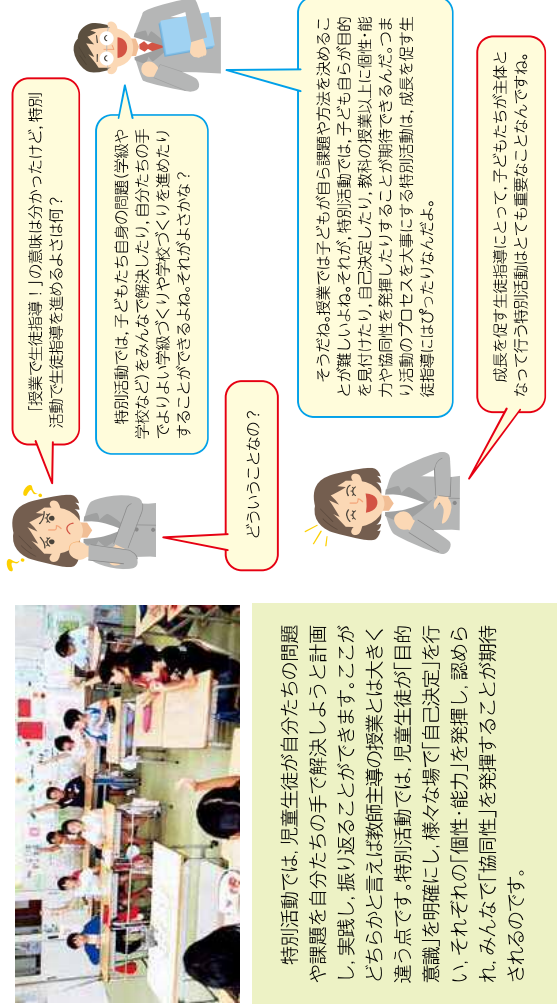 「授業で生徒指導！」の意味は分かったけど，特別
活動で生徒指導を進めるよさは何？
特別活動では，子どもたち自身の問題（学級や
学校など）をみんなで解決したり，自分たちの手
でよりよい学級づくりや学校づくりを進めたり
することができるよね。それがよさかな？
どういうことなの？
そうだね。授業では子どもが自ら課題や方法を決めるこ
とが難しいよね。それが，特別活動では，子ども自らが目的
を見付けたり，自己決定したり，教科の授業以上に個性・能
力や協同性を発揮したりすることが期待できるんだ。つま
り活動のプロセスを大事にする特別活動は，成長を促す生
徒指導にはぴったりなんだよ。
成長を促す生徒指導にとって，子どもたちが主体と
なって行う特別活動はとても重要なことなんですね。
特別活動では，児童生徒が自分たちの問題
や課題を自分たちの手で解決しようと計画
し，実践し，振り返ることができます。ここが
どちらかと言えば教師主導の授業とは大きく
違う点です。特別活動では，児童生徒が「目的
意識」を明確にし，様々な場で「自己決定」を行
い，それぞれの「個性・能力」を発揮し，認めら
れ，みんなで「協同性」を発揮することが期待
されるのです。